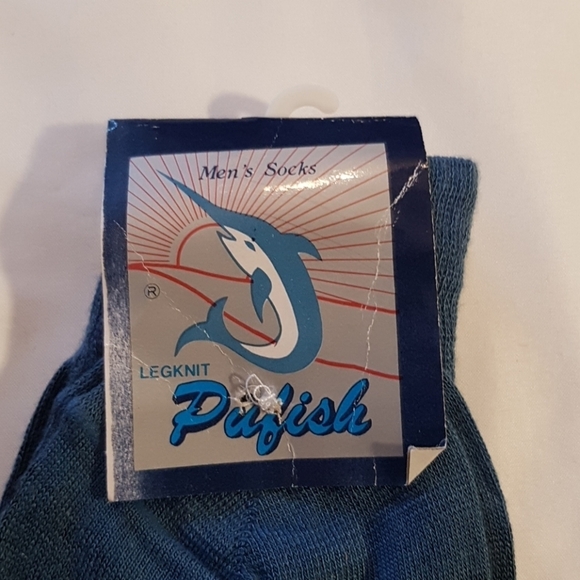 Men's Socks
®
LEGKNIT
Pufish